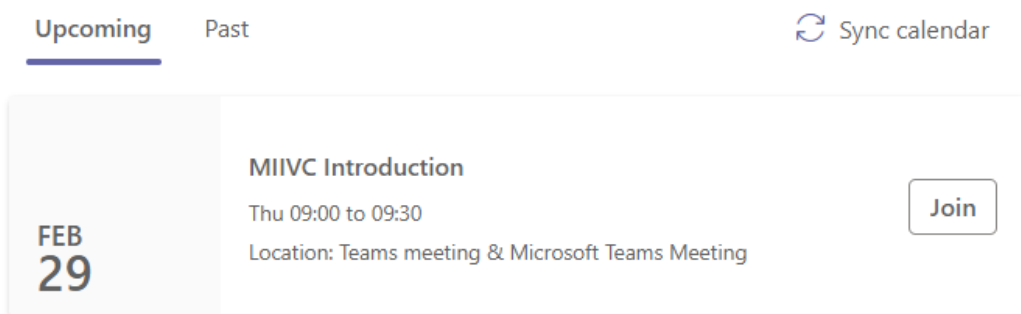 Upcoming Past Sync calendar
MIIVC Introduction
Thu 09:00 to 09:30
Join
FEB
29
Location: Teams meeting & Microsoft Teams Meeting